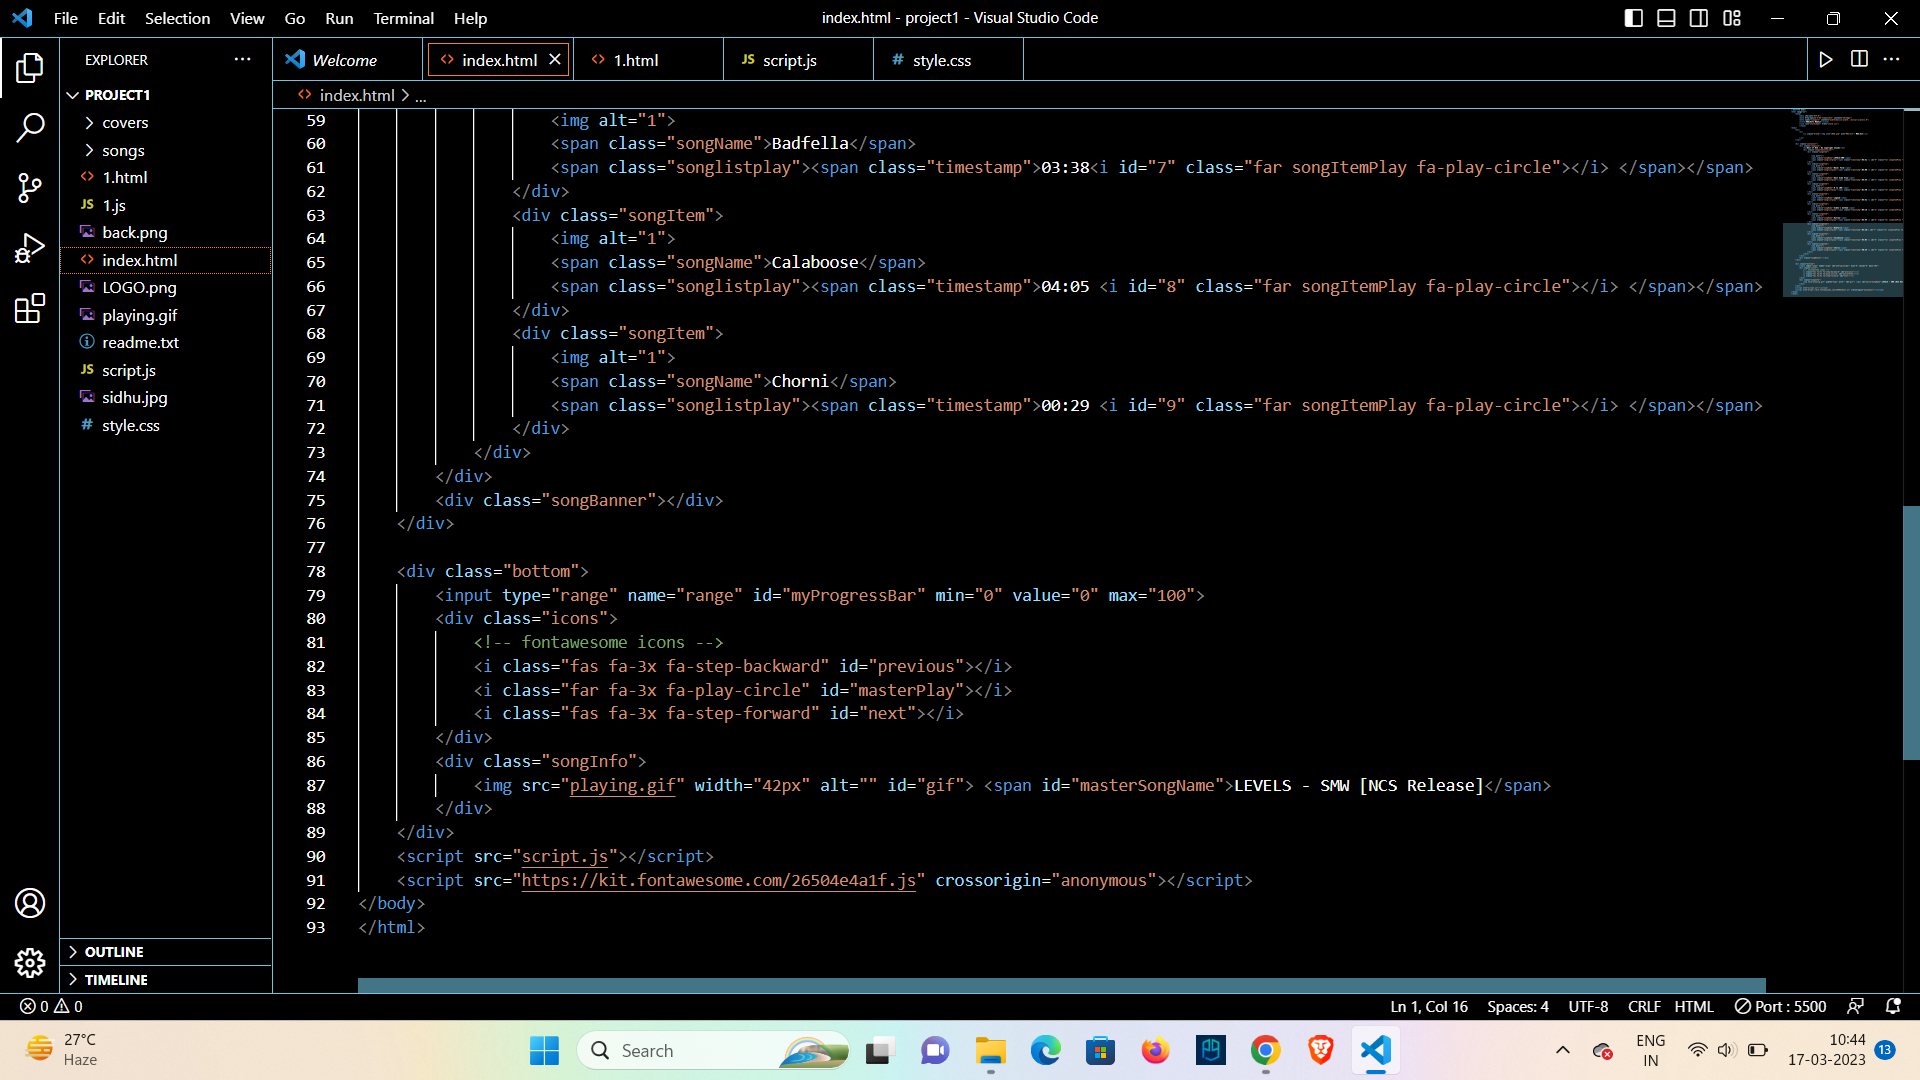 File Edit Selection View Go Run Terminal Help
index.html - project1 - Visual Studio Code
EXPLORER
Welcome
index.html
1.html
JS script.js
# style.css
index.html > ...
PROJECT1
covers
songs
1.html
JS 1.js
back.png
index.html
LOGO.png
playing.gif
readme.txt
JS script.js
sidhu.jpg
# style.css
OUTLINE
TIMELINE
59 <img alt="1">
60 <span class="songName">Badfella</span>
61 <span class="songlistplay"><span class="timestamp">03:38<i id="7" class="far songItemPlay fa-play-circle"></i> </span></span>
62 </div>
63 <div class="songItem">
64 <img alt="1">
65 <span class="songName">Calaboose</span>
66 <span class="songlistplay"><span class="timestamp">04:05 <i id="8" class="far songItemPlay fa-play-circle"></i> </span></span>
67 </div>
68 <div class="songItem">
69 <img alt="1">
70 <span class="songName">Chorni</span>
71 <span class="songlistplay"><span class="timestamp">00:29 <i id="9" class="far songItemPlay fa-play-circle"></i> </span></span>
72 </div>
73 </div>
74 </div>
75 <div class="songBanner"></div>
76 </div>
77
78 <div class="bottom">
79 <input type="range" name="range" id="myProgressBar" min="0" value="0" max="100">
80 <div class="icons">
81 <!-- fontawesome icons -->
82 <i class="fas fa-3x fa-step-backward" id="previous"></i>
83 <i class="far fa-3x fa-play-circle" id="masterPlay"></i>
84 <i class="fas fa-3x fa-step-forward" id="next"></i>
85 </div>
86 <div class="songInfo">
87 <img src="playing.gif" width="42px" alt="" id="gif"> <span id="masterSongName">LEVELS - SMW [NCS Release]</span>
88 </div>
89 </div>
90 <script src="script.js"></script>
91 <script src="https://kit.fontawesome.com/26504e4a1f.js" crossorigin="anonymous"></script>
92 </body>
93 </html>
0 0
Ln 1, Col 16 Spaces: 4 UTF-8 CRLF HTML Port : 5500
27°C
Haze
Search
ENG
IN
10:44
17-03-2023
13